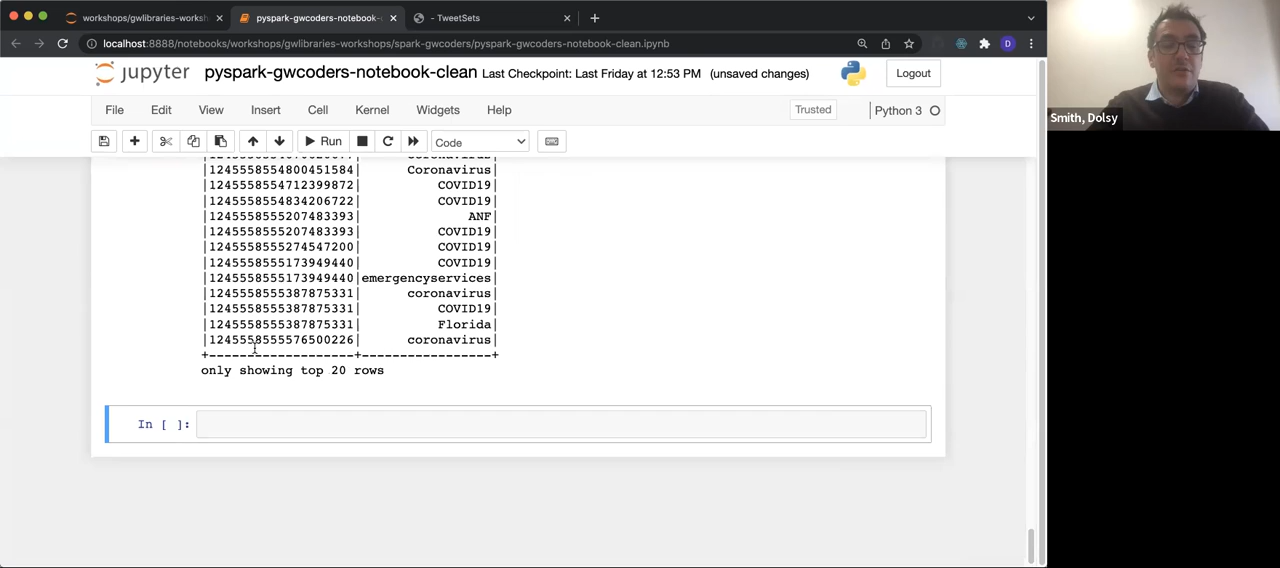 workshops/gwlibraries-worksh
pyspark-gwcoders-notebook-
- TweetSets
localhost:8888/notebooks/workshops/gwlibraries-workshops/spark-gwcoders/pyspark-gwcoders-notebook-clean.ipynb
D
jupyter pyspark-gwcoders-notebook-clean Last Checkpoint: Last Friday at 12:53 PM (unsaved changes) Logout
File Edit View Insert Cell Kernel Widgets Help Trusted Python 3
Run Code
Smith, Dolsy
|1245558554800451584| Coronavirus|
|1245558554712399872| COVID19|
|1245558554834206722| COVID19|
|1245558555207483393| ANF|
|1245558555207483393| COVID19|
|1245558555274547200| COVID19|
|1245558555173949440| COVID19|
|1245558555173949440|emergencyservices|
|1245558555387875331| coronavirus|
|1245558555387875331| COVID19|
|1245558555387875331| Florida|
|1245558555576500226| coronavirus|
+-------------------+-----------------+
only showing top 20 rows
In [ ]: